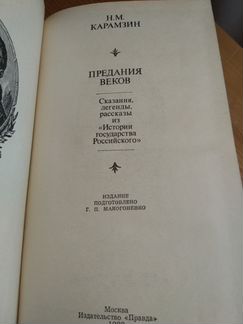 Н.М.
КАРАМЗИН
ПРЕДАНИЯ
ВЕКОВ
Сказания,
легенды,
рассказы
из
«Истории
государства
Российского»
ИЗДАНИЕ
ПОДГОТОВЛЕНО
Г. П. МАКОГОНЕНКО
Москва
Издательство «Правда»